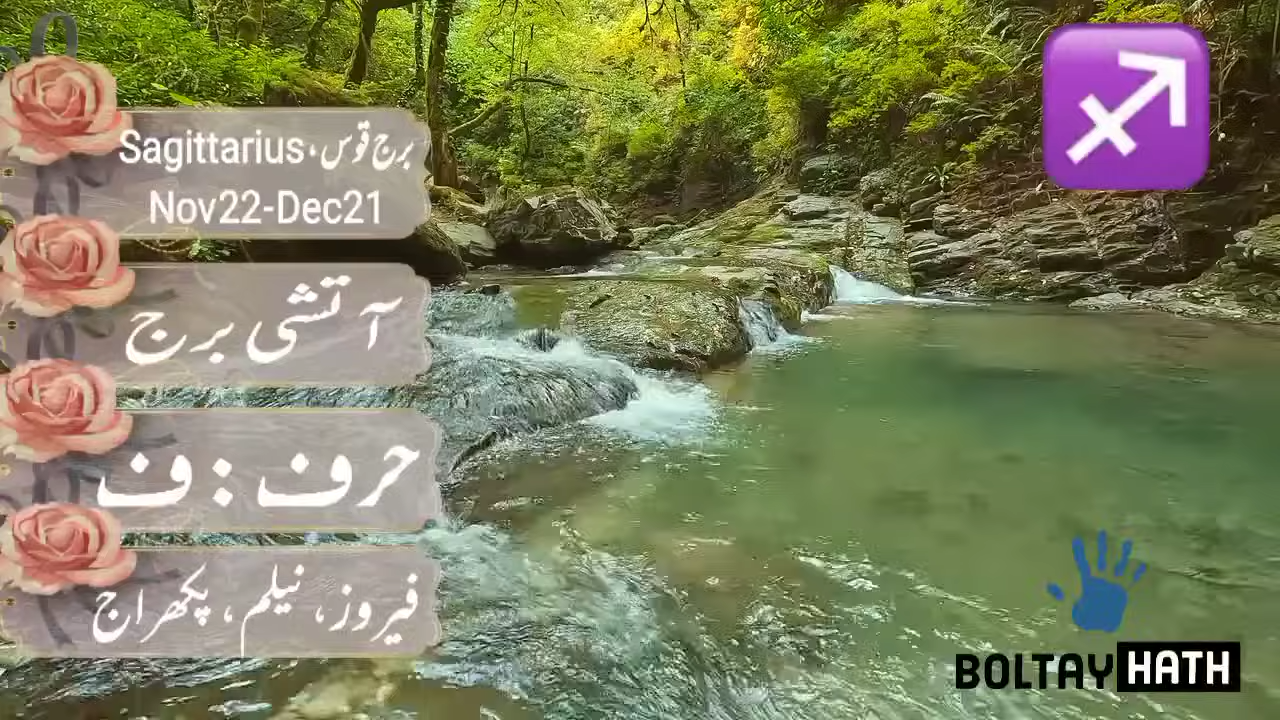 برج قوس،Sagittarius
Nov22-Dec21
آتشی برج
حرف : ف
فیروز، نیلم، پکھراج
BOLTAY HATH